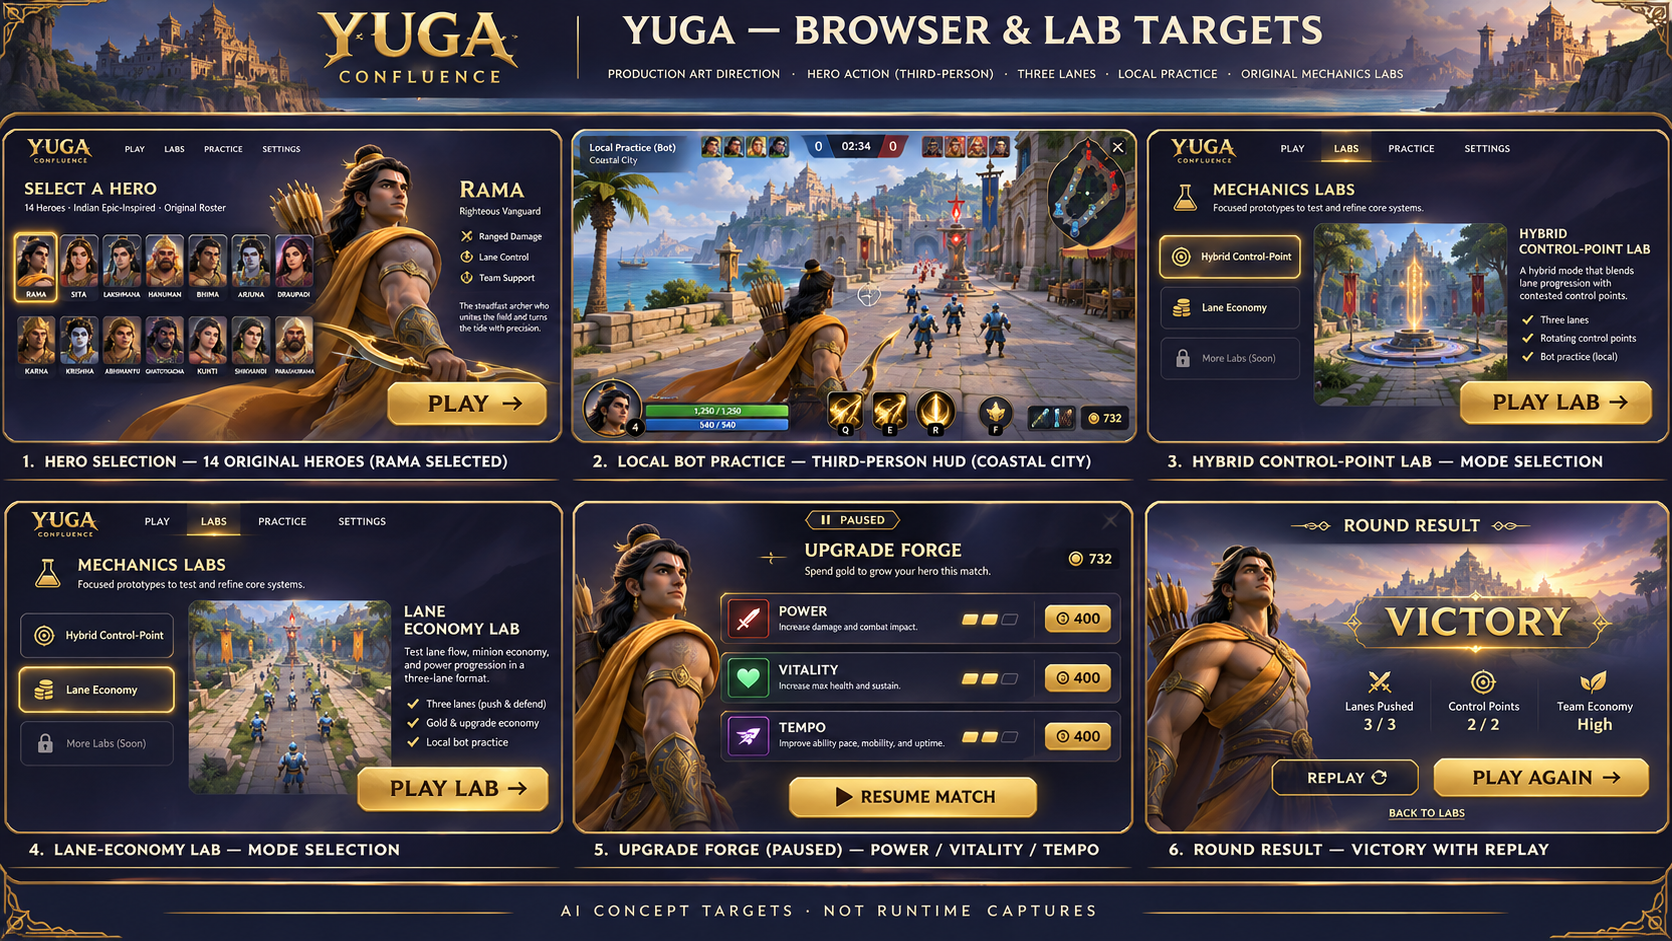 YUGA
CONFLUENCE
YUGA — BROWSER & LAB TARGETS
PRODUCTION ART DIRECTION · HERO ACTION (THIRD-PERSON) · THREE LANES · LOCAL PRACTICE · ORIGINAL MECHANICS LABS
YUGA
CONFLUENCE
PLAY LABS PRACTICE SETTINGS
SELECT A HERO
14 Heroes · Indian Epic-Inspired · Original Roster
RAMA SITA LAKSHMANA HANUMAN BHIMA ARJUNA DRAUPADI
KARNA KRISHNA ABHIMANYU GHATOTKACHA KUNTI SHIKHANDI PARASHURAMA
RAMA
Righteous Vanguard
Ranged Damage
Lane Control
Team Support
The steadfast archer who
unites the field and turns
the tide with precision.
PLAY →
1. HERO SELECTION — 14 ORIGINAL HEROES (RAMA SELECTED)
Local Practice (Bot)
Coastal City
0 02:34 0
4
1,250 / 1,250
540 / 540
Q E R F
732
2. LOCAL BOT PRACTICE — THIRD-PERSON HUD (COASTAL CITY)
YUGA
CONFLUENCE
PLAY LABS PRACTICE SETTINGS
MECHANICS LABS
Focused prototypes to test and refine core systems.
Hybrid Control-Point
Lane Economy
More Labs (Soon)
HYBRID
CONTROL-POINT LAB
A hybrid mode that blends
lane progression with
contested control points.
Three lanes
Rotating control points
Bot practice (local)
PLAY LAB →
3. HYBRID CONTROL-POINT LAB — MODE SELECTION
YUGA
CONFLUENCE
PLAY LABS PRACTICE SETTINGS
MECHANICS LABS
Focused prototypes to test and refine core systems.
Hybrid Control-Point
Lane Economy
More Labs (Soon)
LANE
ECONOMY LAB
Test lane flow, minion economy,
and power progression in a
three-lane format.
Three lanes (push & defend)
Gold & upgrade economy
Local bot practice
PLAY LAB →
4. LANE-ECONOMY LAB — MODE SELECTION
PAUSED
UPGRADE FORGE
Spend gold to grow your hero this match.
732
POWER
Increase damage and combat impact.
400
VITALITY
Increase max health and sustain.
400
TEMPO
Improve ability pace, mobility, and uptime.
400
RESUME MATCH
5. UPGRADE FORGE (PAUSED) — POWER / VITALITY / TEMPO
ROUND RESULT
VICTORY
Lanes Pushed
3 / 3
Control Points
2 / 2
Team Economy
High
REPLAY
PLAY AGAIN →
BACK TO LABS
6. ROUND RESULT — VICTORY WITH REPLAY
AI CONCEPT TARGETS · NOT RUNTIME CAPTURES